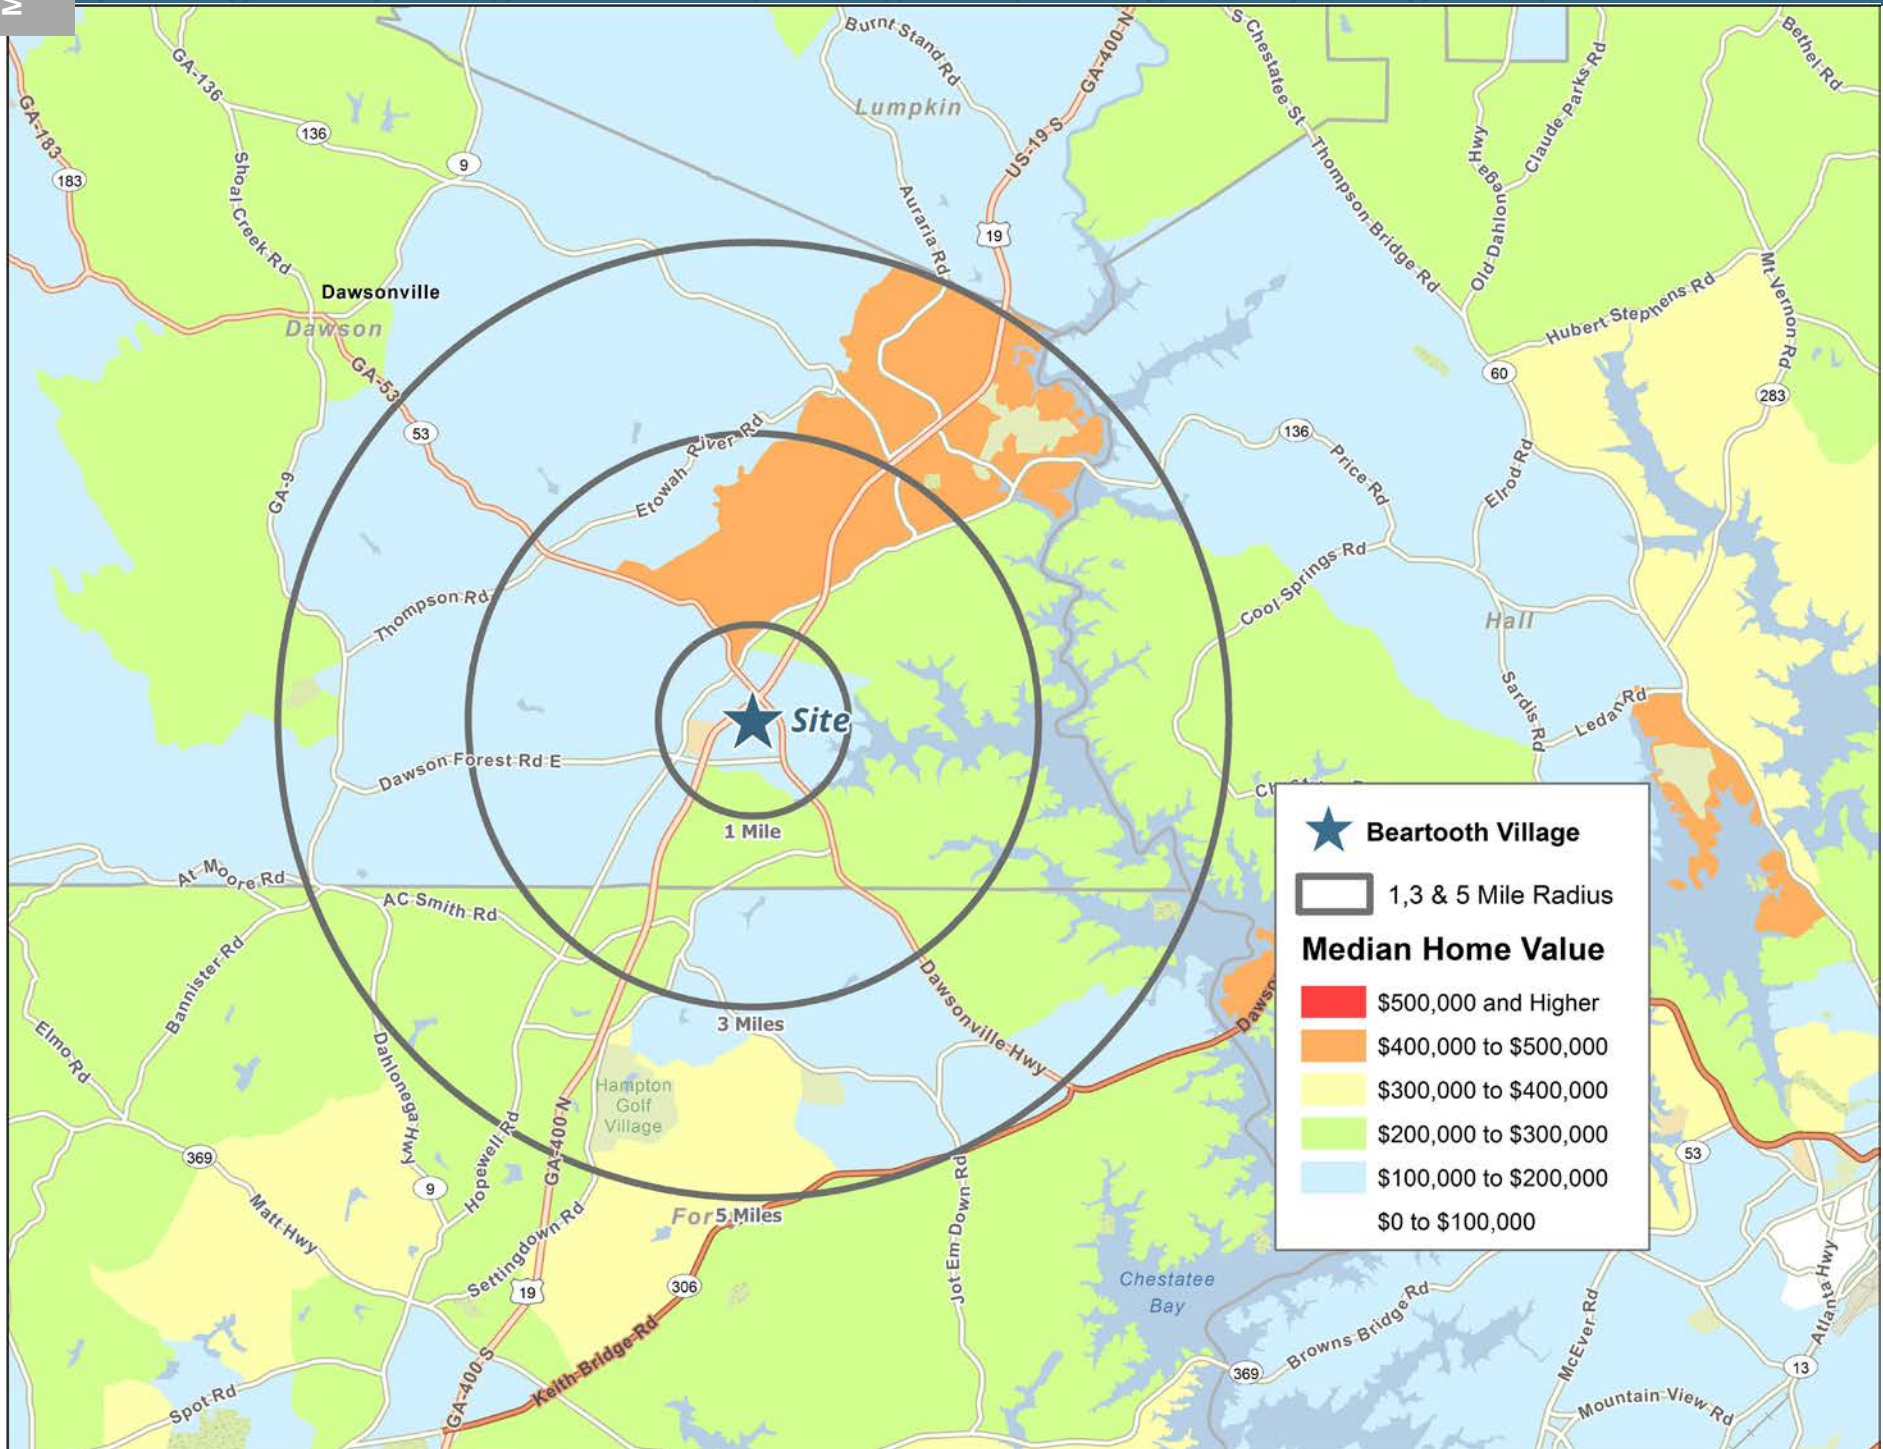 M
Burnt Stand Rd
GA-400-N
S Chestatee St
Bethel Rd
GA-136
Lumpkin
GA-183
136
9
Claude Parks Rd
US-19 S
Old Dahlonega Hwy
183
Shoal Creek Rd
Auraria Rd
Thompson Bridge Rd
19
Mt Vernon Rd
Dawsonville
Dawson
Hubert Stephens Rd
GA-53
60
283
53
Etowah River Rd
136
Price Rd
Elrod Rd
GA-9
Cool Springs Rd
Thompson Rd
Hall
Sardis Rd
Ledan Rd
Site
Dawson Forest Rd E
1 Mile
At Moore Rd
AC Smith Rd
Bannister Rd
Dawsonville Hwy
3 Miles
Elmo Rd
Dahlonega Hwy
Hampton
Golf
Village
GA-400 N
Hopewell Rd
369
9
53
Matt Hwy
Settingdown Rd
For
5 Miles
Jot Em Down Rd
19
306
Chestatee
Bay
Browns Bridge Rd
McEver Rd
Atlanta Hwy
369
13
Spot Rd
GA-400 S
Keith Bridge Rd
Mountain View Rd
Beartooth Village
1,3 & 5 Mile Radius
Median Home Value
$500,000 and Higher
$400,000 to $500,000
$300,000 to $400,000
$200,000 to $300,000
$100,000 to $200,000
$0 to $100,000